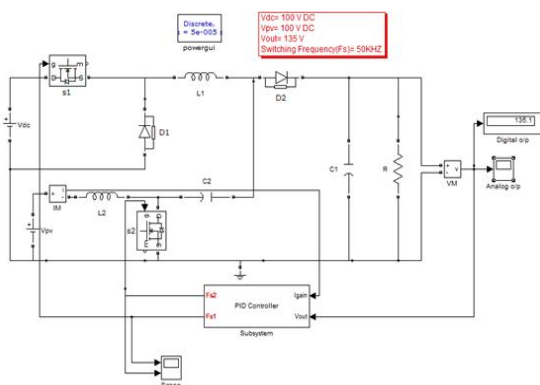 Discrete,
s = 5e-005
powergui
Vdc= 100 V DC
Vpv= 100 V DC
Vout= 135 V
Switching Frequency(Fs)= 50KHZ
g
m
D
S
s1
L1
D2
Vdc
D1
135.1
Digital o/p
C1
R
+
-
v
VM
Analog o/p
C2
IM
L2
s2
Vpv
Fs2
Fs1
PID Controller
Igain
Vout
Subsystem
Scope